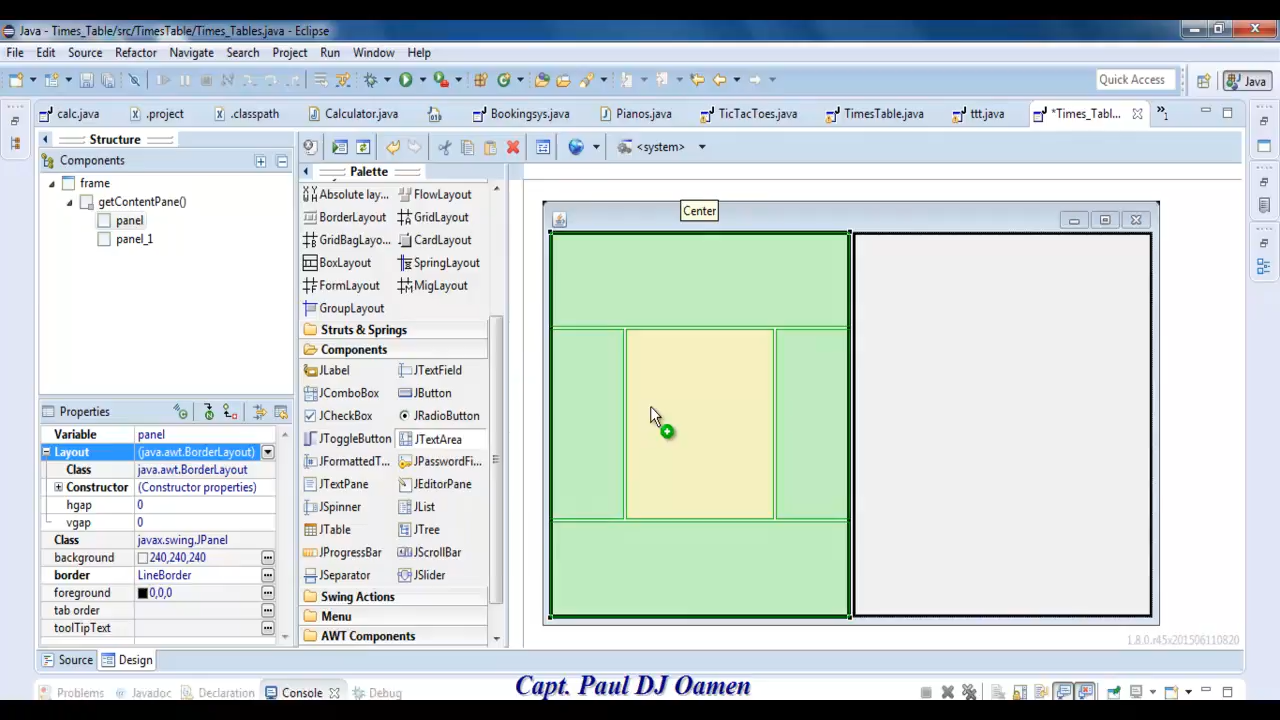 Java - Times_Table/src/TimesTable/Times_Tables.java - Eclipse
File Edit Source Refactor Navigate Search Project Run Window Help
Quick Access Java
calc.java .project .classpath Calculator.java Bookingsys.java Pianos.java TicTacToes.java TimesTable.java ttt.java *Times_Tabl... »1
Structure
Components
frame
getContentPane()
panel
panel_1
Properties
Variable panel
Layout (java.awt.BorderLayout)
Class java.awt.BorderLayout
Constructor (Constructor properties)
hgap 0
vgap 0
Class javax.swing.JPanel
background 240,240,240
border LineBorder
foreground 0,0,0
tab order
toolTipText
<system>
Palette
Absolute lay... FlowLayout
BorderLayout GridLayout
GridBagLayo... CardLayout
BoxLayout SpringLayout
FormLayout MigLayout
GroupLayout
Struts & Springs
Components
JLabel JTextField
JComboBox JButton
JCheckBox JRadioButton
JToggleButton JTextArea
JFormattedT... JPasswordFi...
JTextPane JEditorPane
JSpinner JList
JTable JTree
JProgressBar JScrollBar
JSeparator JSlider
Swing Actions
Menu
AWT Components
Center
1.8.0.r45x201506110820
Source Design
Problems Javadoc Declaration Console Debug
Capt. Paul DJ Oamen